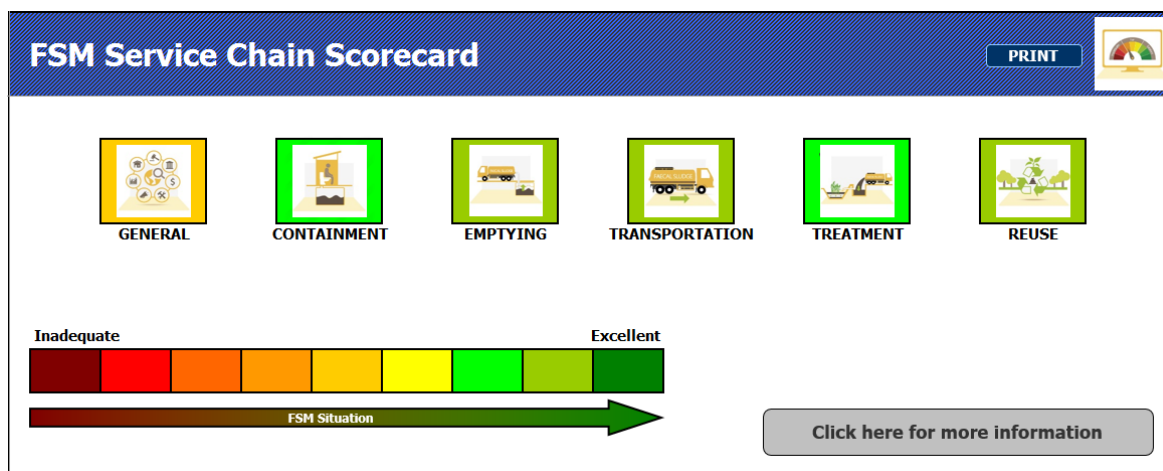 FSM Service Chain Scorecard
PRINT
GENERAL
CONTAINMENT
EMPTYING
TRANSPORTATION
TREATMENT
REUSE
Inadequate
Excellent
FSM Situation
Click here for more information